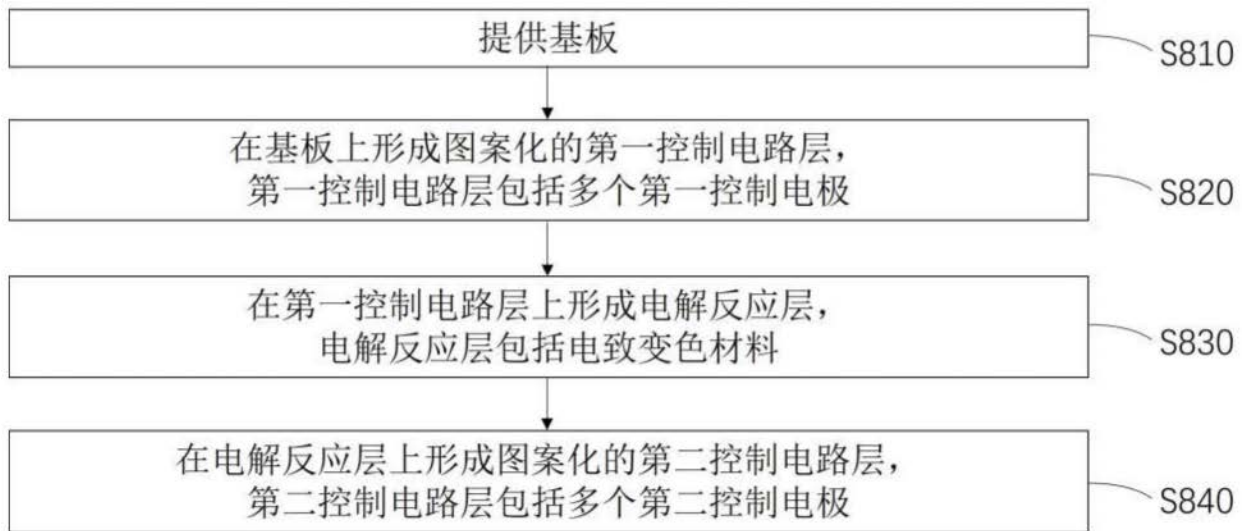 提供基板
S810
在基板上形成图案化的第一控制电路层，
第一控制电路层包括多个第一控制电极
S820
在第一控制电路层上形成电解反应层，
电解反应层包括电致变色材料
S830
在电解反应层上形成图案化的第二控制电路层，
第二控制电路层包括多个第二控制电极
S840